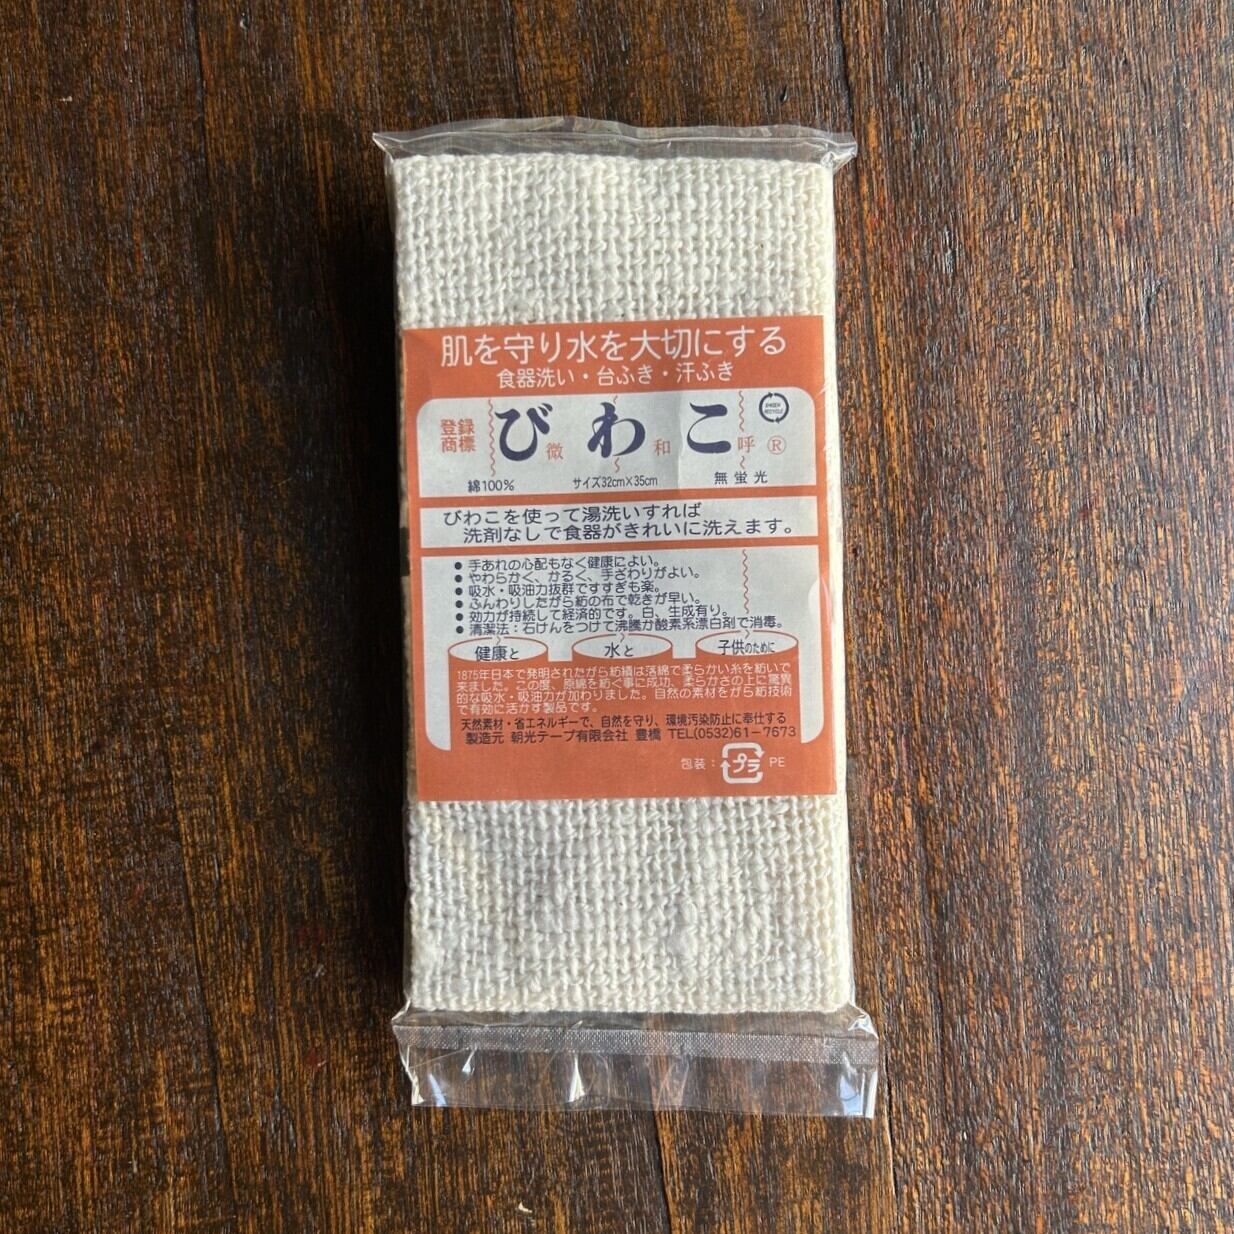 肌を守り水を大切にする
食器洗い・台ふき・汗ふき
登録商標 びわこ ®
微 和 呼
綿100% サイズ32cm×35cm 無蛍光
びわこを使って湯洗いすれば
洗剤なしで食器がきれいに洗えます。
● 手あれの心配もなく健康によい。
● やわらかく、かるく、手ざわりがよい。
● 吸水・吸油力抜群ですすぎも楽。
● ふんわりしたがら紡の布で乾きが早い。
● 効力が持続して経済的です。白、生成有り。
● 清潔法：石けんをつけて沸騰か酸素系漂白剤で消毒。
健康と 水と 子供のために
1875年日本で発明されたがら紡績は落綿で柔らかい糸を紡いで
来ました。この度、原綿を紡ぐ事に成功、柔らかさの上に驚異
的な吸水・吸油力が加わりました。自然の素材をがら紡技術
で有効に活かす製品です。
天然素材・省エネルギーで、自然を守り、環境汚染防止に奉仕する
製造元 朝光テープ有限会社 豊橋 TEL(0532)61-7673
包装：プラ PE